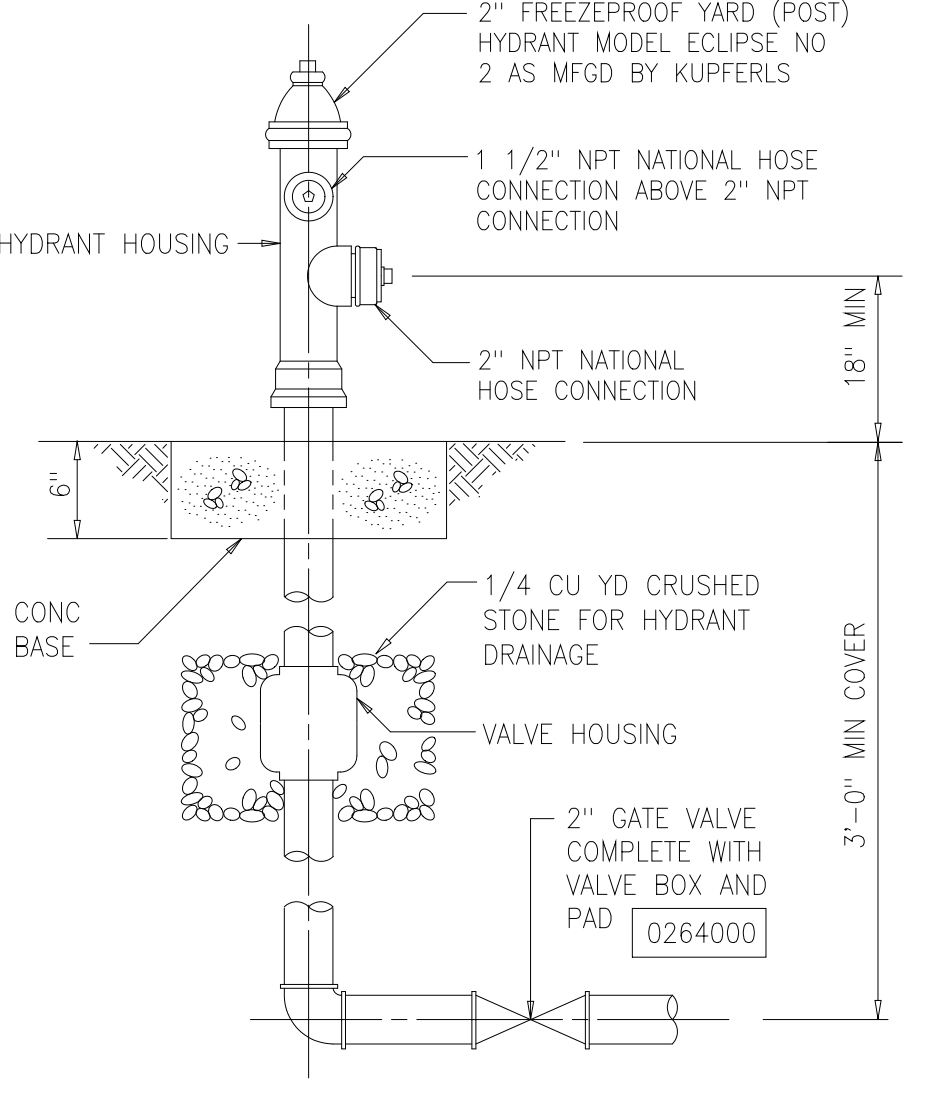 2" FREEZEPROOF YARD (POST)
HYDRANT MODEL ECLIPSE NO
2 AS MFGD BY KUPFERLS
1 1/2" NPT NATIONAL HOSE
CONNECTION ABOVE 2" NPT
CONNECTION
HYDRANT HOUSING
18" MIN
2" NPT NATIONAL
HOSE CONNECTION
6"
CONC
BASE
1/4 CU YD CRUSHED
STONE FOR HYDRANT
DRAINAGE
VALVE HOUSING
3'-0" MIN COVER
2" GATE VALVE
COMPLETE WITH
VALVE BOX AND
PAD 0264000